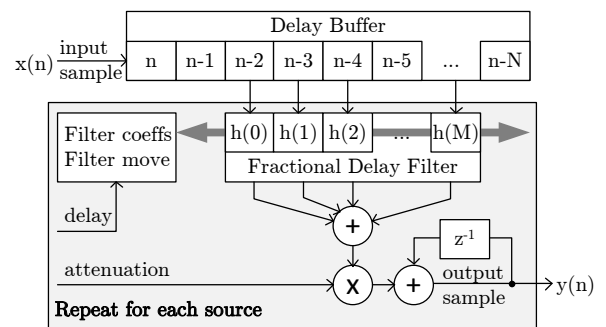 Delay Buffer
x(n) input sample n n-1 n-2 n-3 n-4 n-5 ... n-N
Filter coeffs
Filter move
h(0) h(1) h(2) ... h(M)
Fractional Delay Filter
delay
+
z-1
attenuation
x + output sample y(n)
Repeat for each source